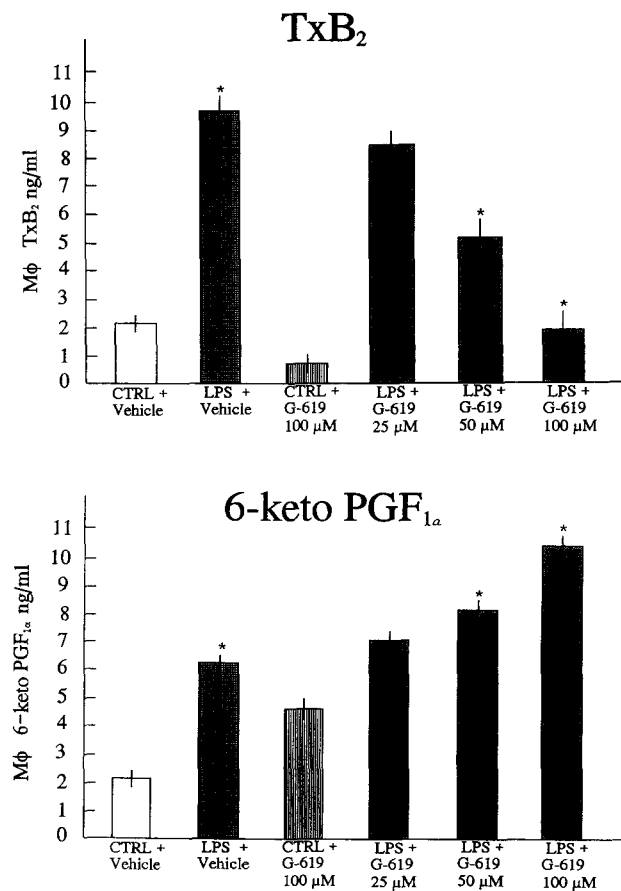 TxB₂
11
10
9
8
7
6
5
4
3
2
1
0
Mφ TxB₂ ng/ml
*
*
*
CTRL + Vehicle
LPS + Vehicle
CTRL + G-619 100 μM
LPS + G-619 25 μM
LPS + G-619 50 μM
LPS + G-619 100 μM
6-keto PGF₁α
11
10
9
8
7
6
5
4
3
2
1
0
Mφ 6-keto PGF₁α ng/ml
*
*
*
CTRL + Vehicle
LPS + Vehicle
CTRL + G-619 100 μM
LPS + G-619 25 μM
LPS + G-619 50 μM
LPS + G-619 100 μM